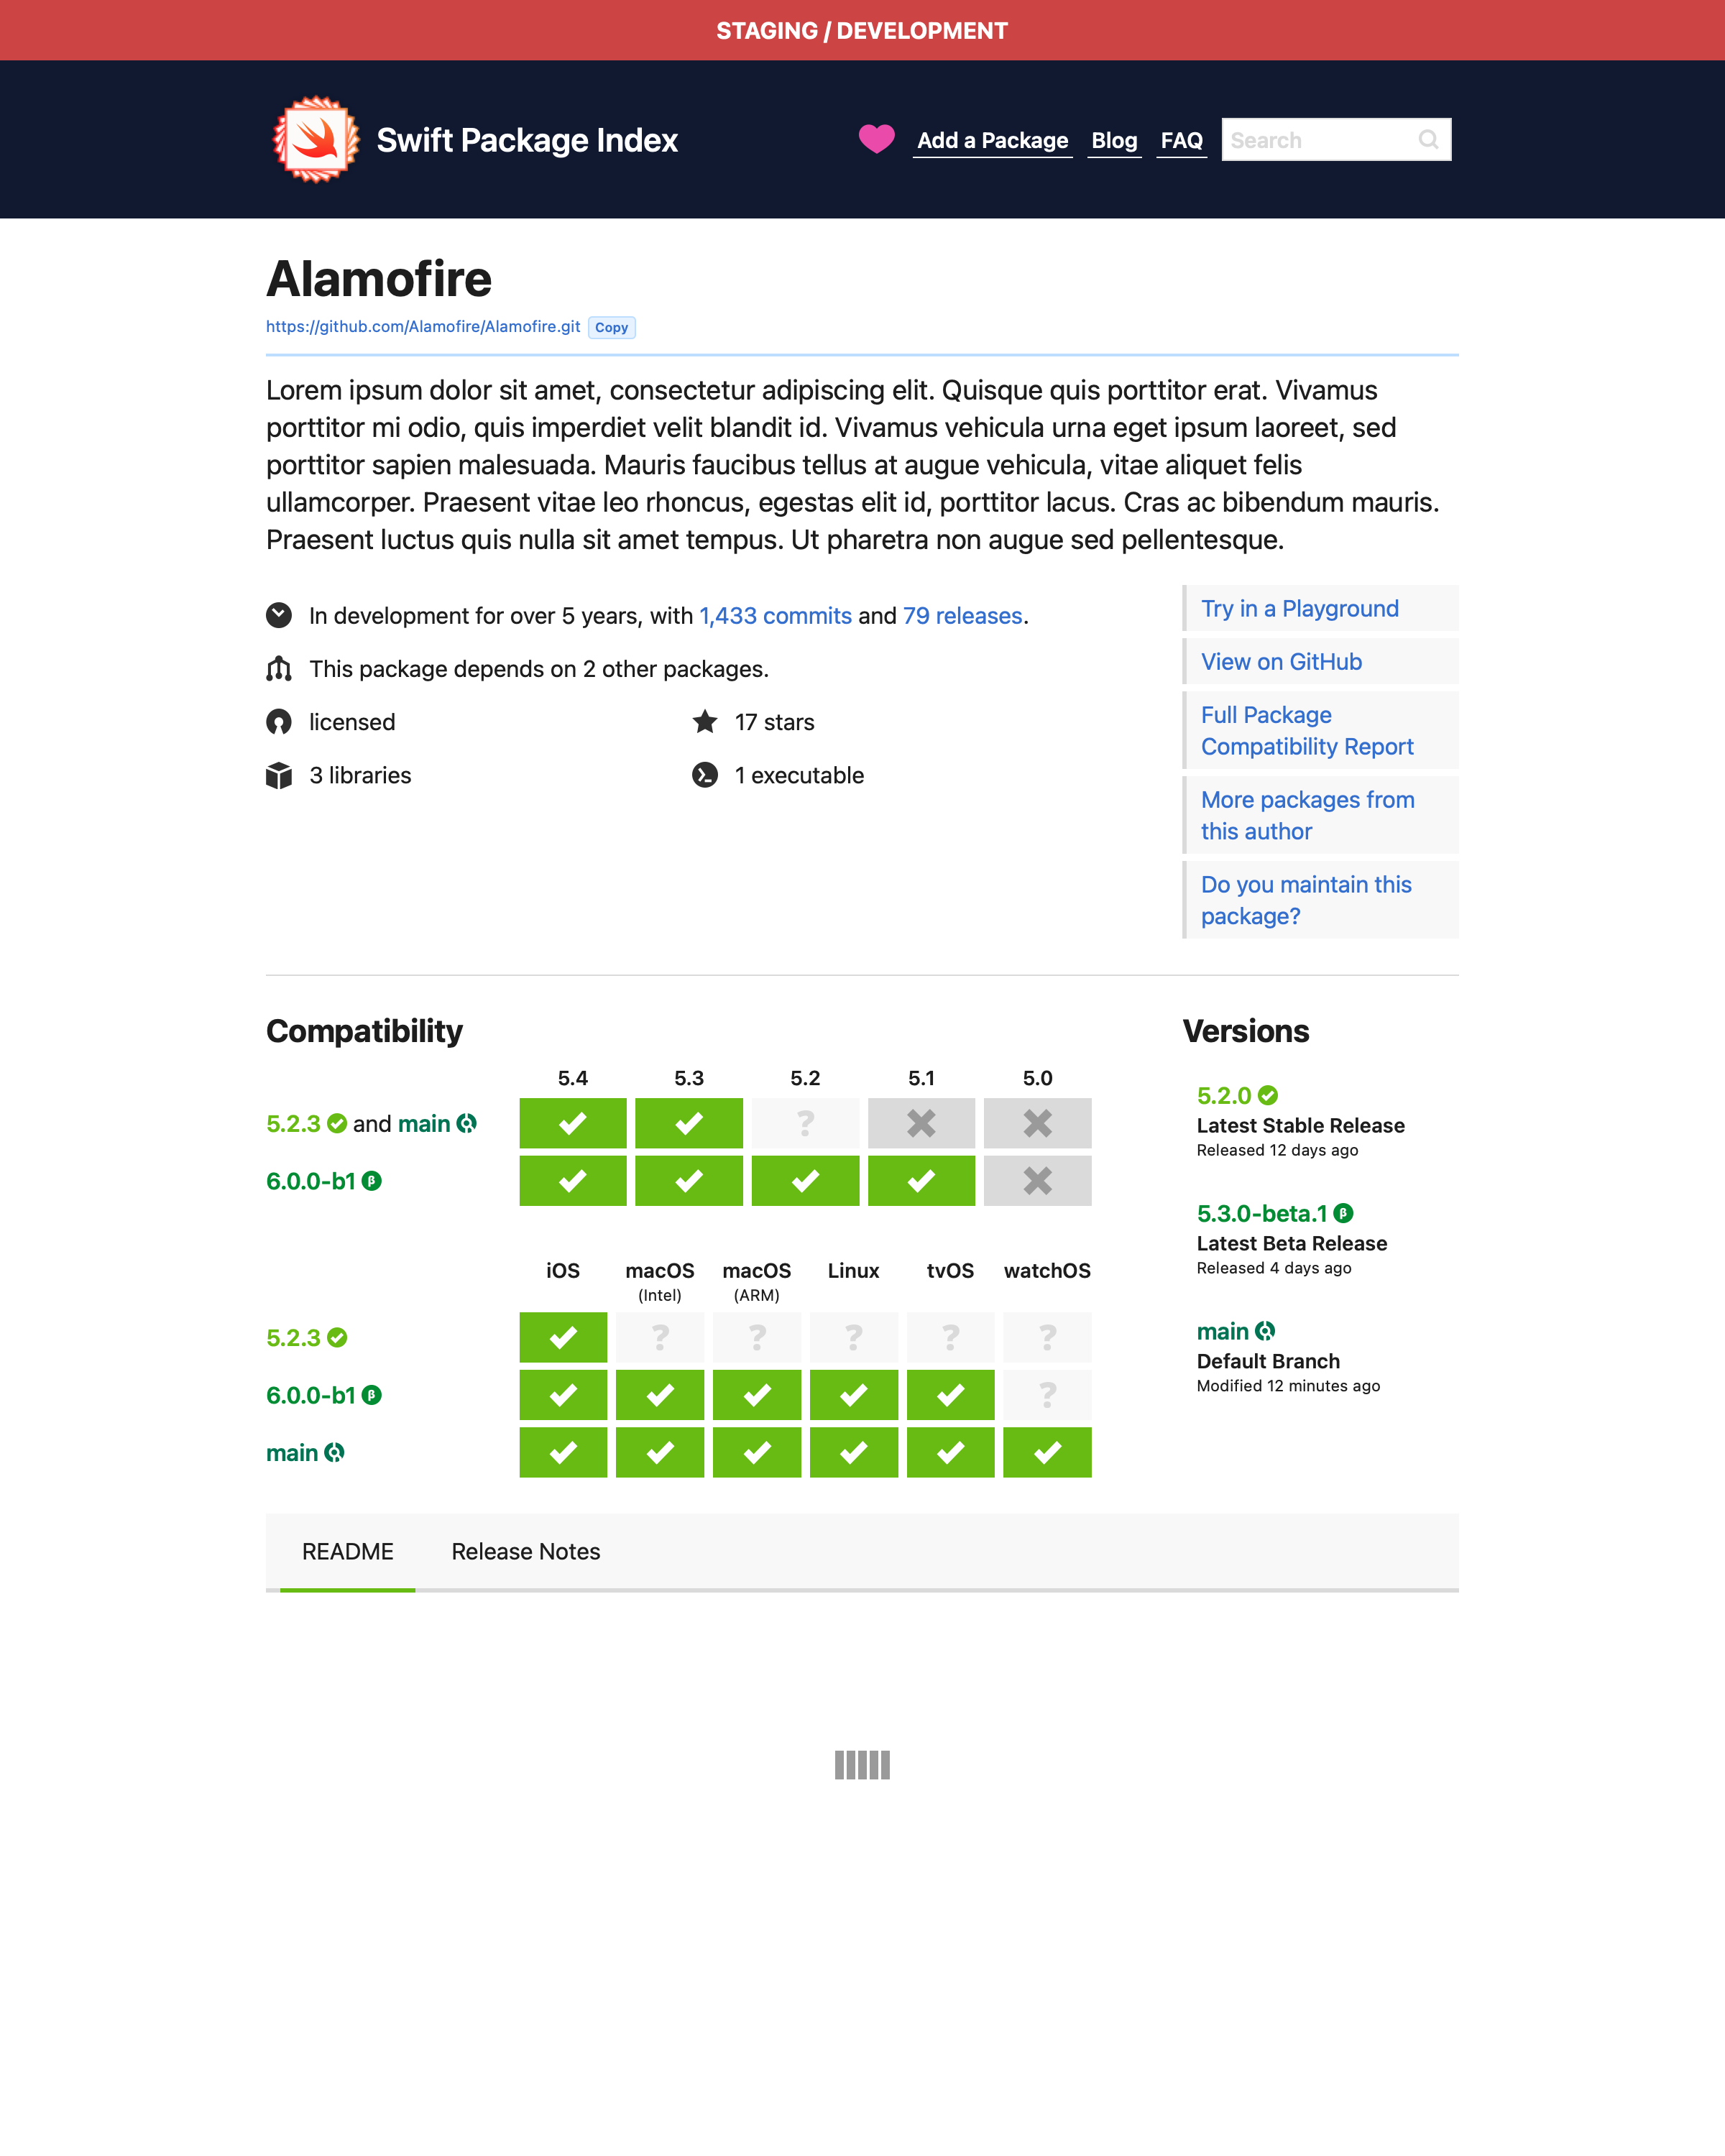 STAGING / DEVELOPMENT
Swift Package Index
Add a Package Blog FAQ Search
Alamofire
https://github.com/Alamofire/Alamofire.git Copy
Lorem ipsum dolor sit amet, consectetur adipiscing elit. Quisque quis porttitor erat. Vivamus
porttitor mi odio, quis imperdiet velit blandit id. Vivamus vehicula urna eget ipsum laoreet, sed
porttitor sapien malesuada. Mauris faucibus tellus at augue vehicula, vitae aliquet felis
ullamcorper. Praesent vitae leo rhoncus, egestas elit id, porttitor lacus. Cras ac bibendum mauris.
Praesent luctus quis nulla sit amet tempus. Ut pharetra non augue sed pellentesque.
In development for over 5 years, with 1,433 commits and 79 releases.
This package depends on 2 other packages.
licensed
17 stars
3 libraries
1 executable
Try in a Playground
View on GitHub
Full Package
Compatibility Report
More packages from
this author
Do you maintain this
package?
Compatibility
5.4 5.3 5.2 5.1 5.0
5.2.3 and main ?
6.0.0-b1 β
iOS macOS macOS Linux tvOS watchOS
(Intel) (ARM)
5.2.3 ? ? ? ? ?
6.0.0-b1 β ?
main
Versions
5.2.0
Latest Stable Release
Released 12 days ago
5.3.0-beta.1 β
Latest Beta Release
Released 4 days ago
main
Default Branch
Modified 12 minutes ago
README Release Notes